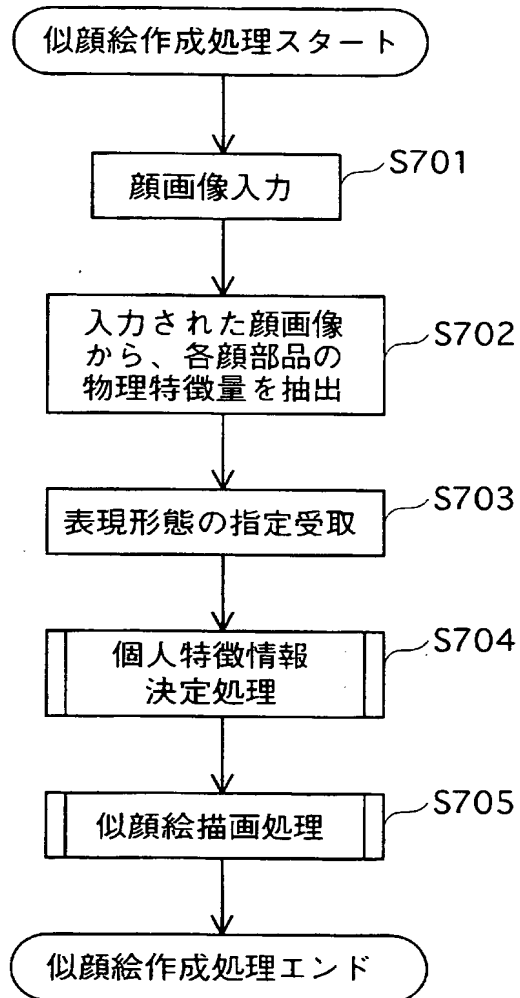 似顔絵作成処理スタート
S701
顔画像入力
S702
入力された顔画像
から、各顔部品の
物理特徴量を抽出
S703
表現形態の指定受取
S704
個人特徴情報
決定処理
S705
似顔絵描画処理
似顔絵作成処理エンド